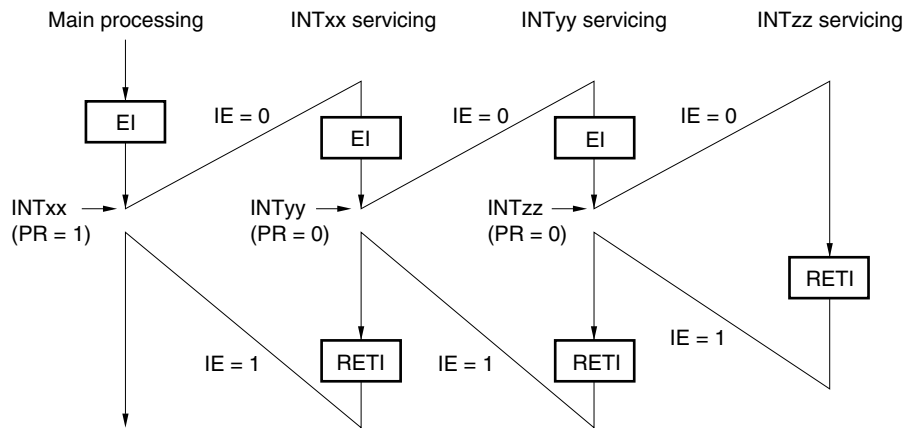 Main processing
INTxx servicing
INTyy servicing
INTzz servicing
EI
IE = 0
EI
IE = 0
EI
IE = 0
INTxx
(PR = 1)
INTyy
(PR = 0)
INTzz
(PR = 0)
RETI
IE = 1
RETI
IE = 1
RETI
IE = 1